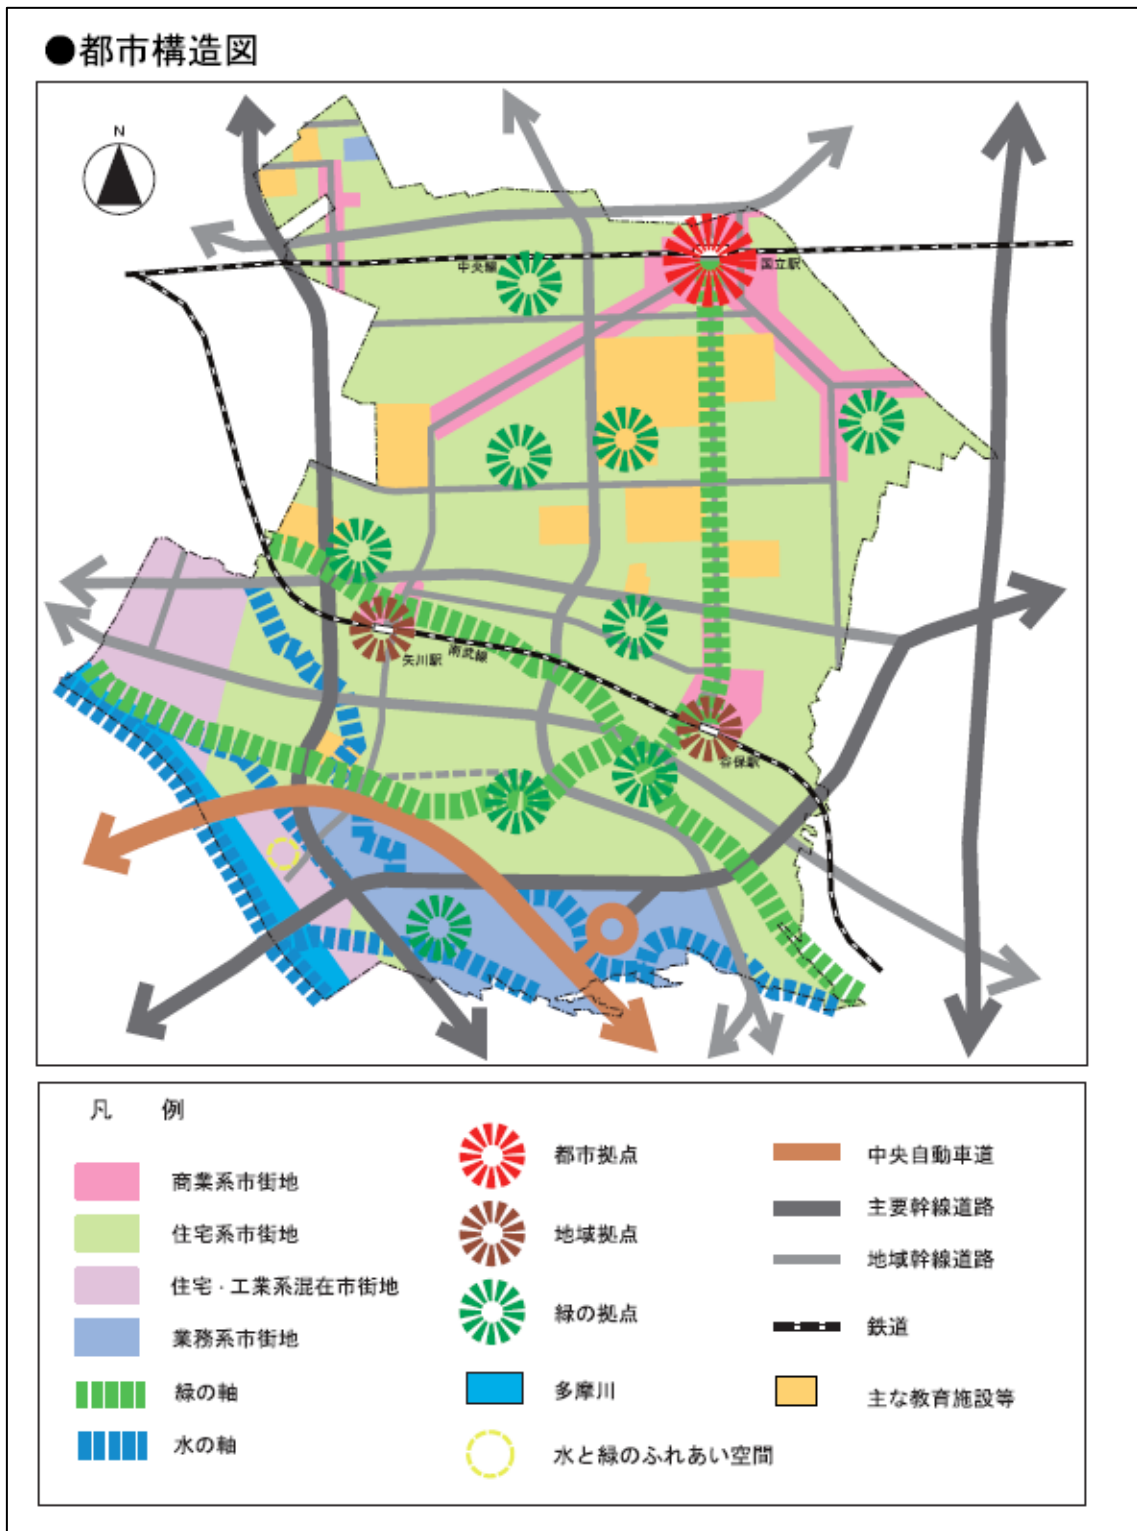 ●都市構造図
N
中央線
国立駅
矢川駅
南武線
谷保駅
凡 例
商業系市街地
住宅系市街地
住宅・工業系混在市街地
業務系市街地
緑の軸
水の軸
都市拠点
地域拠点
緑の拠点
多摩川
水と緑のふれあい空間
中央自動車道
主要幹線道路
地域幹線道路
鉄道
主な教育施設等